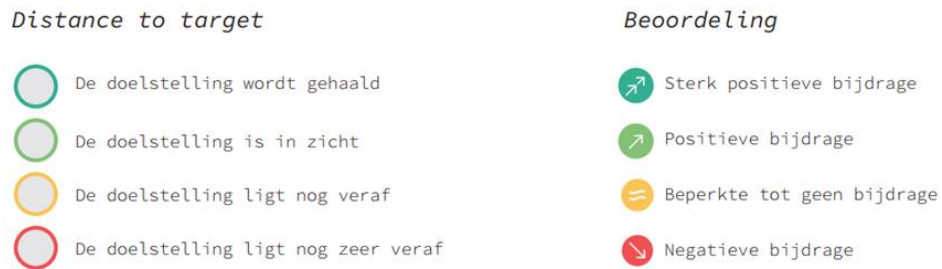 Distance to target
De doelstelling wordt gehaald
De doelstelling is in zicht
De doelstelling ligt nog veraf
De doelstelling ligt nog zeer veraf
Beoordeling
Sterk positieve bijdrage
Positieve bijdrage
Beperkte tot geen bijdrage
Negatieve bijdrage